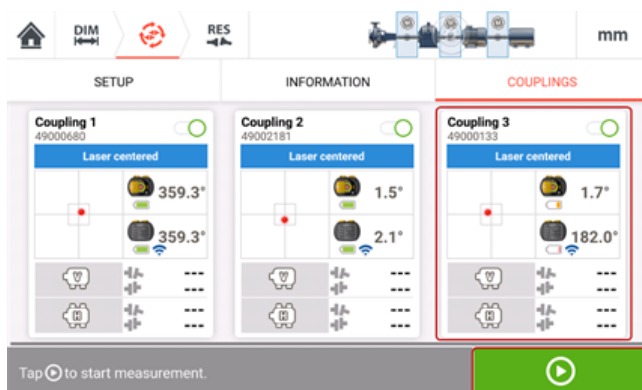 DIM
RES
mm
SETUP
INFORMATION
COUPLINGS
Coupling 1
49000680
Laser centered
359.3°
359.3°
V
---
---
H
---
---
Coupling 2
49002181
Laser centered
1.5°
2.1°
V
---
---
H
---
---
Coupling 3
49000133
Laser centered
1.7°
182.0°
V
---
---
H
---
---
Tap to start measurement.